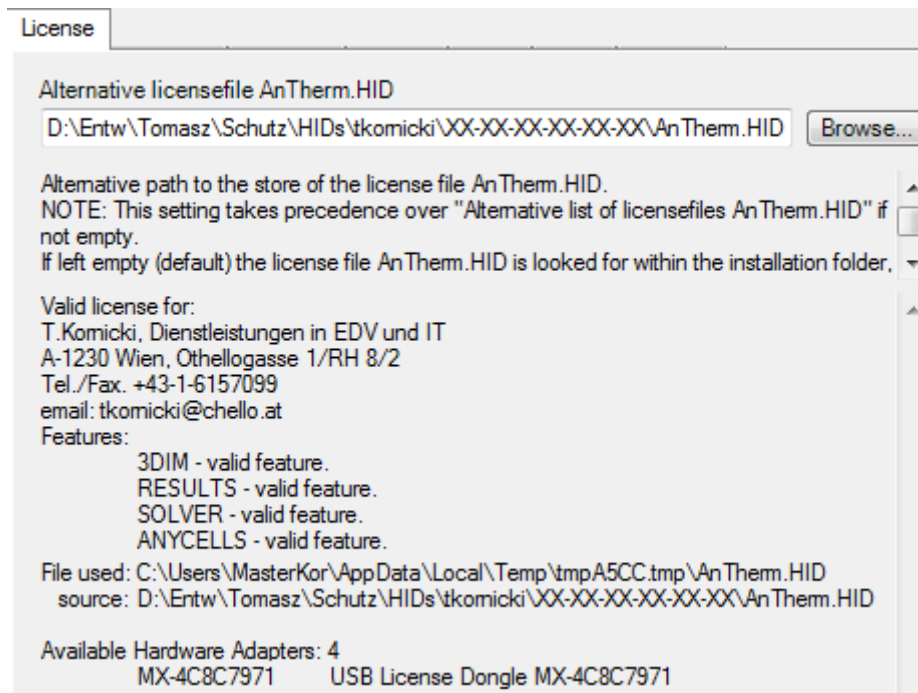 License
Alternative licensefile AnTherm.HID
D:\Entw\Tomasz\Schutz\HIDs\tkornicki\XX-XX-XX-XX-XX-XX\AnTherm.HID
Browse...
Alternative path to the store of the license file AnTherm.HID.
NOTE: This setting takes precedence over "Alternative list of licensefiles AnTherm.HID" if
not empty.
If left empty (default) the license file AnTherm.HID is looked for within the installation folder,
Valid license for:
T.Kornicki, Dienstleistungen in EDV und IT
A-1230 Wien, Othellogasse 1/RH 8/2
Tel./Fax. +43-1-6157099
email: tkornicki@chello.at
Features:
3DIM - valid feature.
RESULTS - valid feature.
SOLVER - valid feature.
ANYCELLS - valid feature.
File used: C:\Users\MasterKor\AppData\Local\Temp\tmpA5CC.tmp\AnTherm.HID
source: D:\Entw\Tomasz\Schutz\HIDs\tkornicki\XX-XX-XX-XX-XX-XX\AnTherm.HID
Available Hardware Adapters: 4
MX-4C8C7971 USB License Dongle MX-4C8C7971